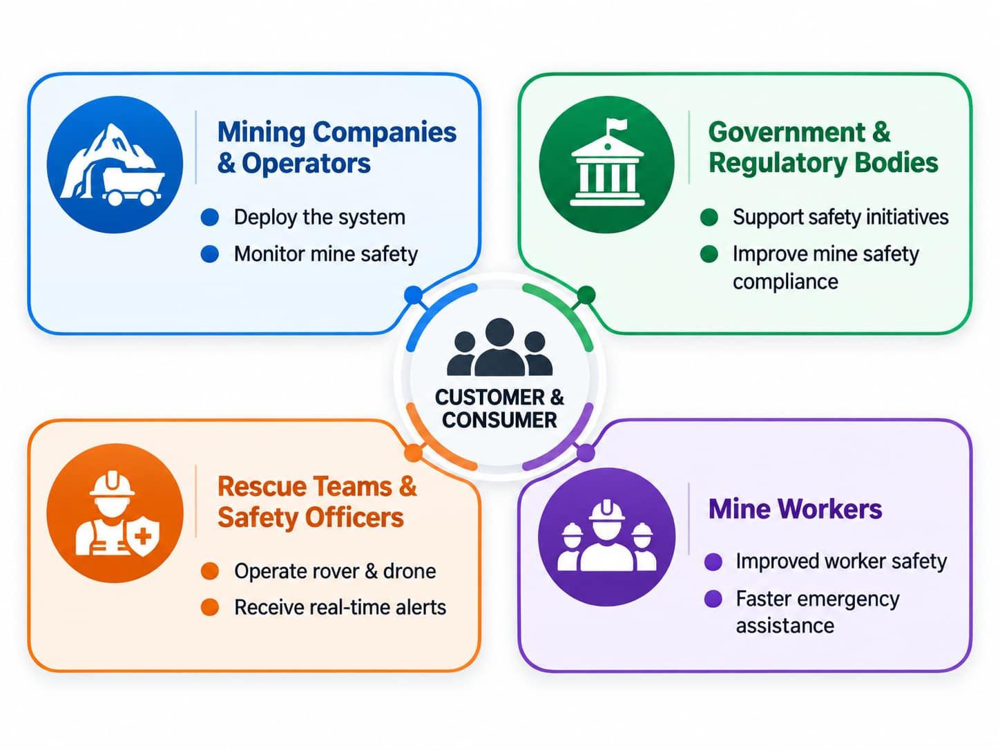 Mining Companies
& Operators
Deploy the system
Monitor mine safety
Government &
Regulatory Bodies
Support safety initiatives
Improve mine safety
compliance
CUSTOMER &
CONSUMER
Rescue Teams &
Safety Officers
Operate rover & drone
Receive real-time alerts
Mine Workers
Improved worker safety
Faster emergency
assistance